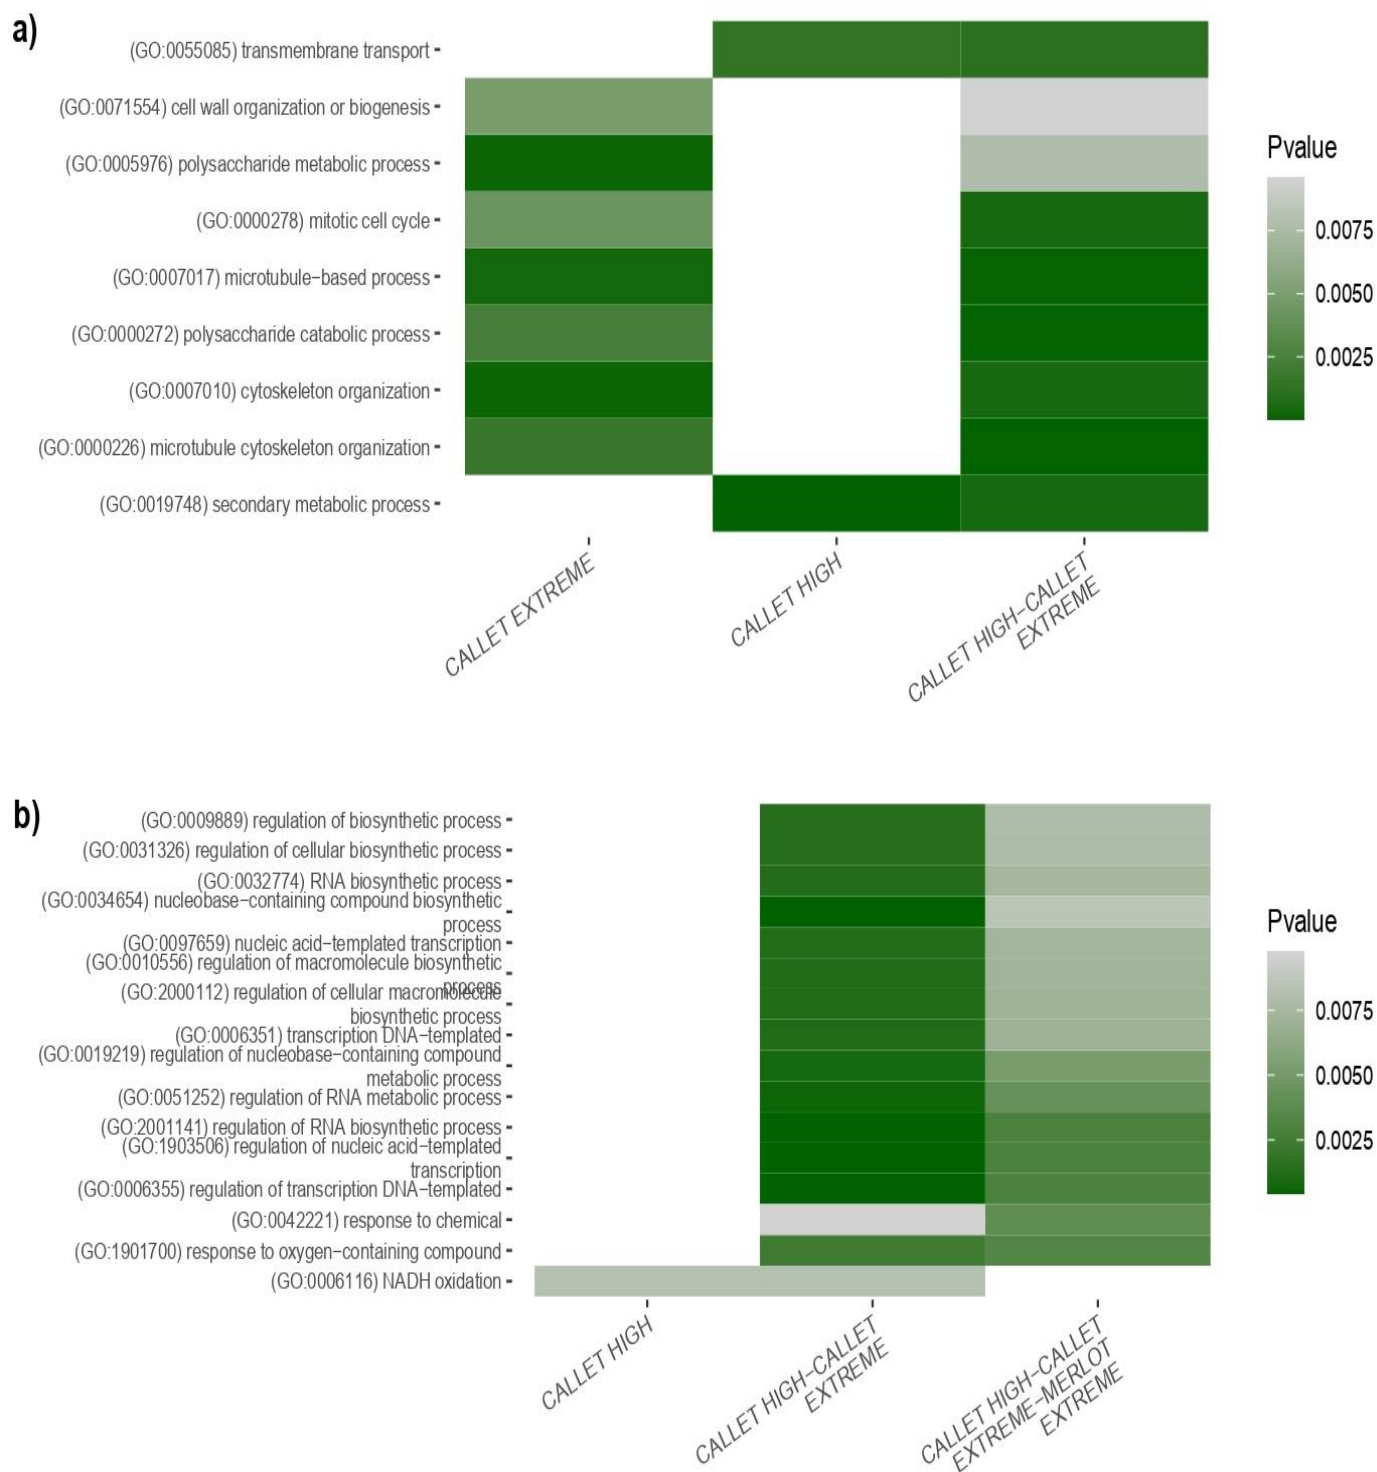 a)
(GO:0055085) transmembrane transport
(GO:0071554) cell wall organization or biogenesis
(GO:0005976) polysaccharide metabolic process
(GO:0000278) mitotic cell cycle
(GO:0007017) microtubule−based process
(GO:0000272) polysaccharide catabolic process
(GO:0007010) cytoskeleton organization
(GO:0000226) microtubule cytoskeleton organization
(GO:0019748) secondary metabolic process
CALLET EXTREME
CALLET HIGH
CALLET HIGH−CALLET
EXTREME
Pvalue
0.0075
0.0050
0.0025
b)
(GO:0009889) regulation of biosynthetic process
(GO:0031326) regulation of cellular biosynthetic process
(GO:0032774) RNA biosynthetic process
(GO:0034654) nucleobase−containing compound biosynthetic
process
(GO:0097659) nucleic acid−templated transcription
(GO:0010556) regulation of macromolecule biosynthetic
process
(GO:2000112) regulation of cellular macromolecule
biosynthetic process
(GO:0006351) transcription DNA−templated
(GO:0019219) regulation of nucleobase−containing compound
metabolic process
(GO:0051252) regulation of RNA metabolic process
(GO:2001141) regulation of RNA biosynthetic process
(GO:1903506) regulation of nucleic acid−templated
transcription
(GO:0006355) regulation of transcription DNA−templated
(GO:0042221) response to chemical
(GO:1901700) response to oxygen−containing compound
(GO:0006116) NADH oxidation
CALLET HIGH
CALLET HIGH−CALLET
EXTREME
CALLET HIGH−CALLET
EXTREME−MERLOT
EXTREME
Pvalue
0.0075
0.0050
0.0025